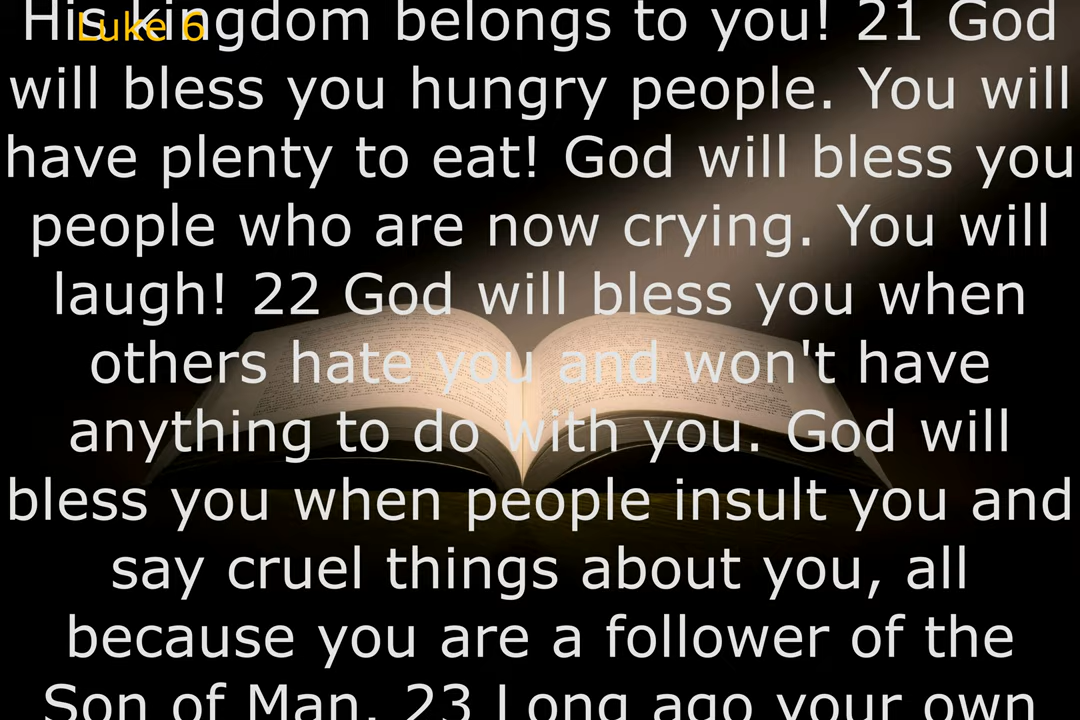 Luke 6
His kingdom belongs to you! 21 God
will bless you hungry people. You will
have plenty to eat! God will bless you
people who are now crying. You will
laugh! 22 God will bless you when
others hate you and won't have
anything to do with you. God will
bless you when people insult you and
say cruel things about you, all
because you are a follower of the
Son of Man. 23 Long ago your own